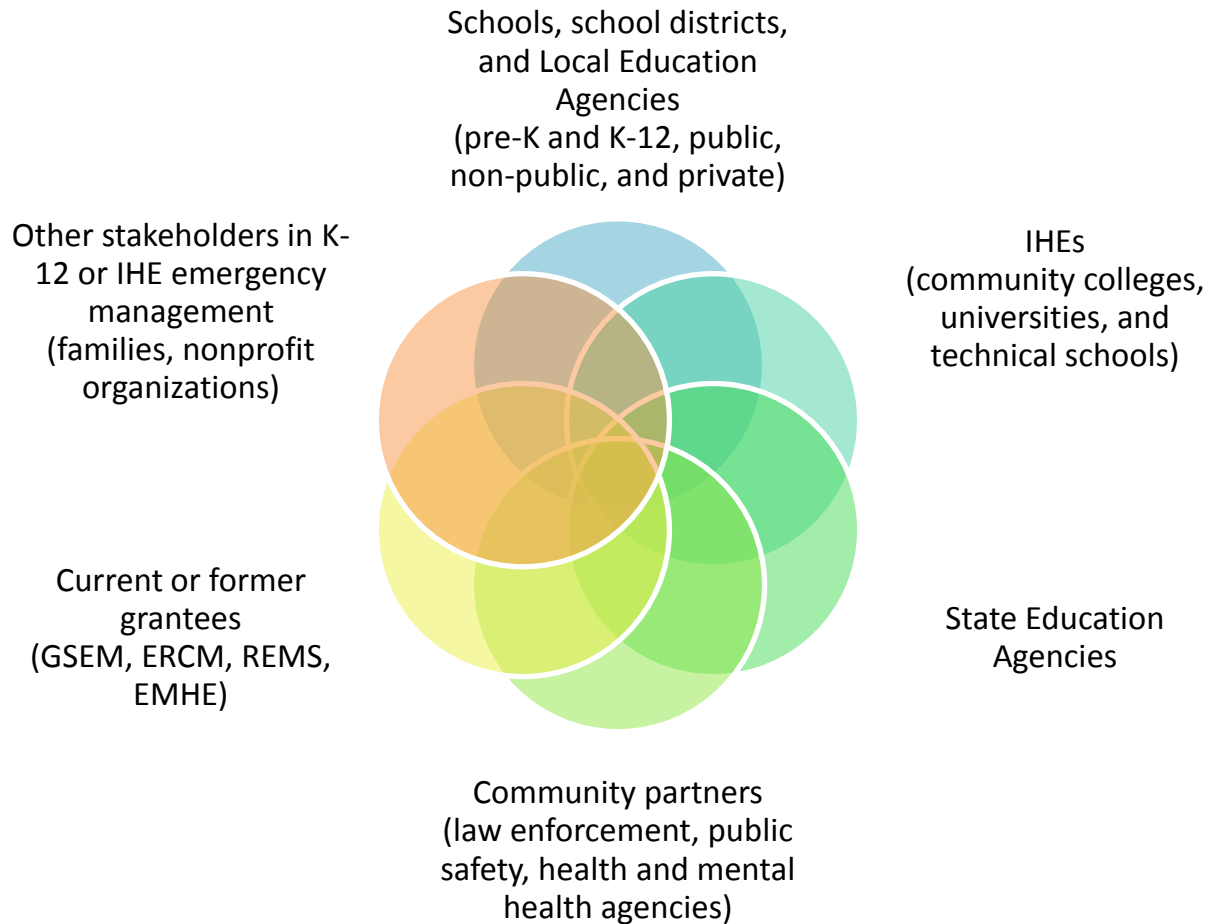 Schools, school districts,
and Local Education
Agencies
(pre-K and K-12, public,
non-public, and private)
Other stakeholders in K-
12 or IHE emergency
management
(families, nonprofit
organizations)
IHEs
(community colleges,
universities, and
technical schools)
Current or former
grantees
(GSEM, ERCM, REMS,
EMHE)
State Education
Agencies
Community partners
(law enforcement, public
safety, health and mental
health agencies)